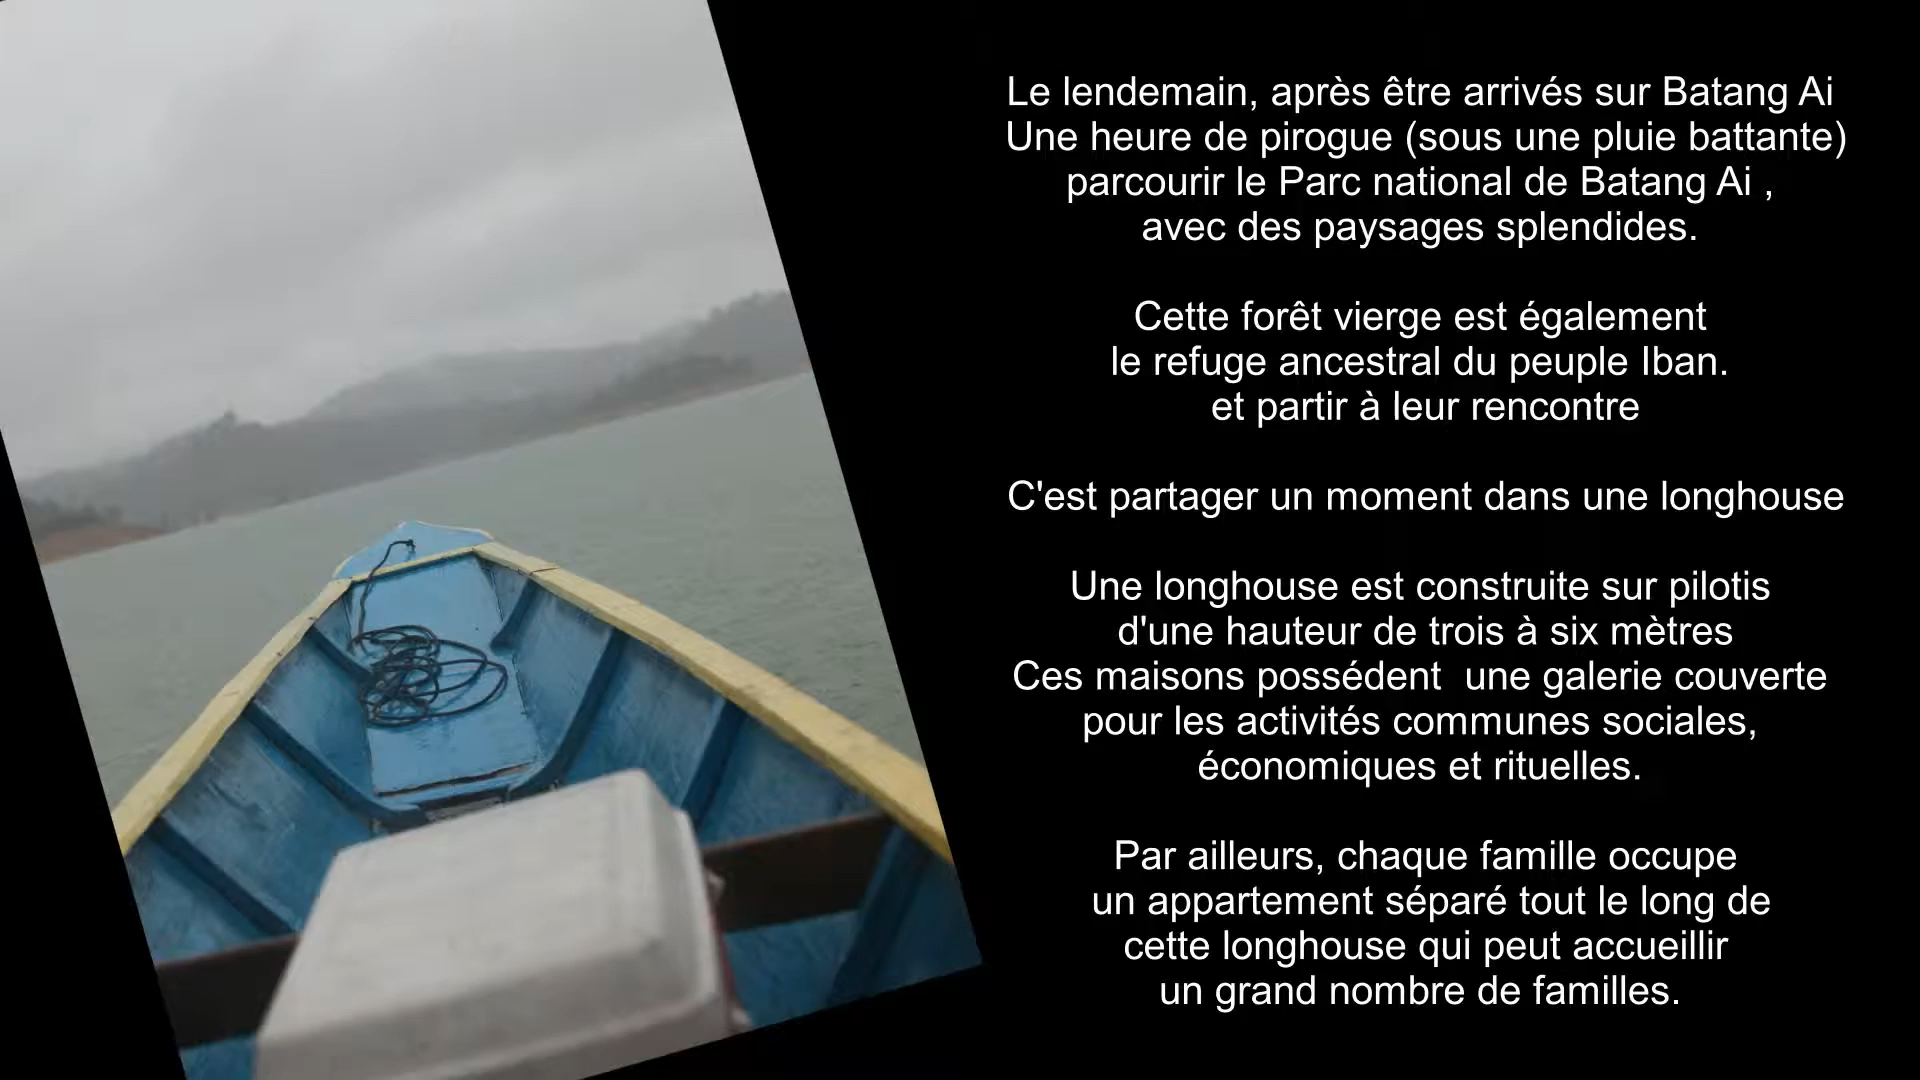 Le lendemain, après être arrivés sur Batang Ai
Une heure de pirogue (sous une pluie battante)
parcourir le Parc national de Batang Ai ,
avec des paysages splendides.
Cette forêt vierge est également
le refuge ancestral du peuple Iban.
et partir à leur rencontre
C'est partager un moment dans une longhouse
Une longhouse est construite sur pilotis
d'une hauteur de trois à six mètres
Ces maisons possédent  une galerie couverte
pour les activités communes sociales,
économiques et rituelles.
Par ailleurs, chaque famille occupe
un appartement séparé tout le long de
cette longhouse qui peut accueillir
un grand nombre de familles.